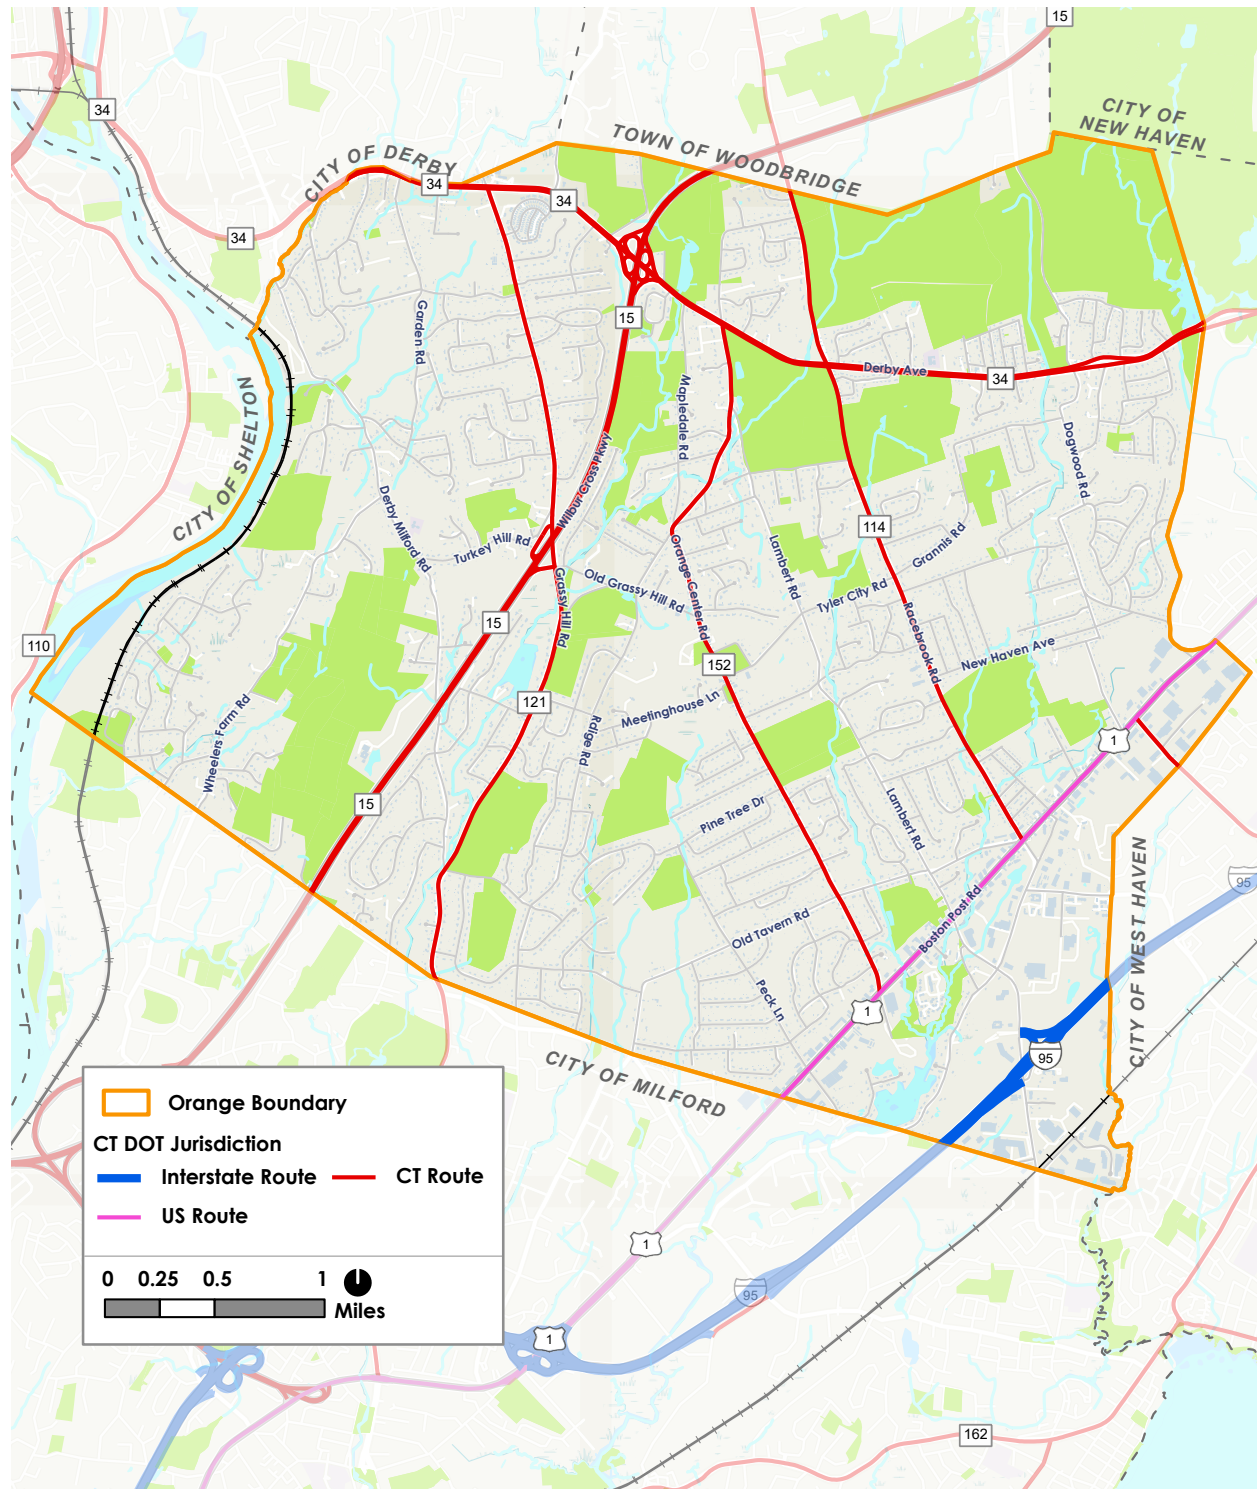 15
34
CITY OF
NEW HAVEN
TOWN OF WOODBRIDGE
CITY OF DERBY
34
34
34
15
Garden Rd
Derby Ave
34
Mapledale Rd
CITY OF SHELTON
Dogwood Rd
Wilbur Cross Pkwy
Derby Milford Rd
Turkey Hill Rd
114
Grannis Rd
Lambert Rd
Orange Center Rd
Old Grassy Hill Rd
Grassy Hill Rd
Tyler City Rd
15
Racebrook Rd
110
New Haven Ave
152
121
Meetinghouse Ln
Wheelers Farm Rd
Ridge Rd
1
15
Pine Tree Dr
Lambert Rd
95
CITY OF WEST HAVEN
Boston Post Rd
Old Tavern Rd
Peck Ln
1
95
CITY OF MILFORD
Orange Boundary
CT DOT Jurisdiction
Interstate Route
CT Route
US Route
0 0.25 0.5 1
Miles
1
95
1
162